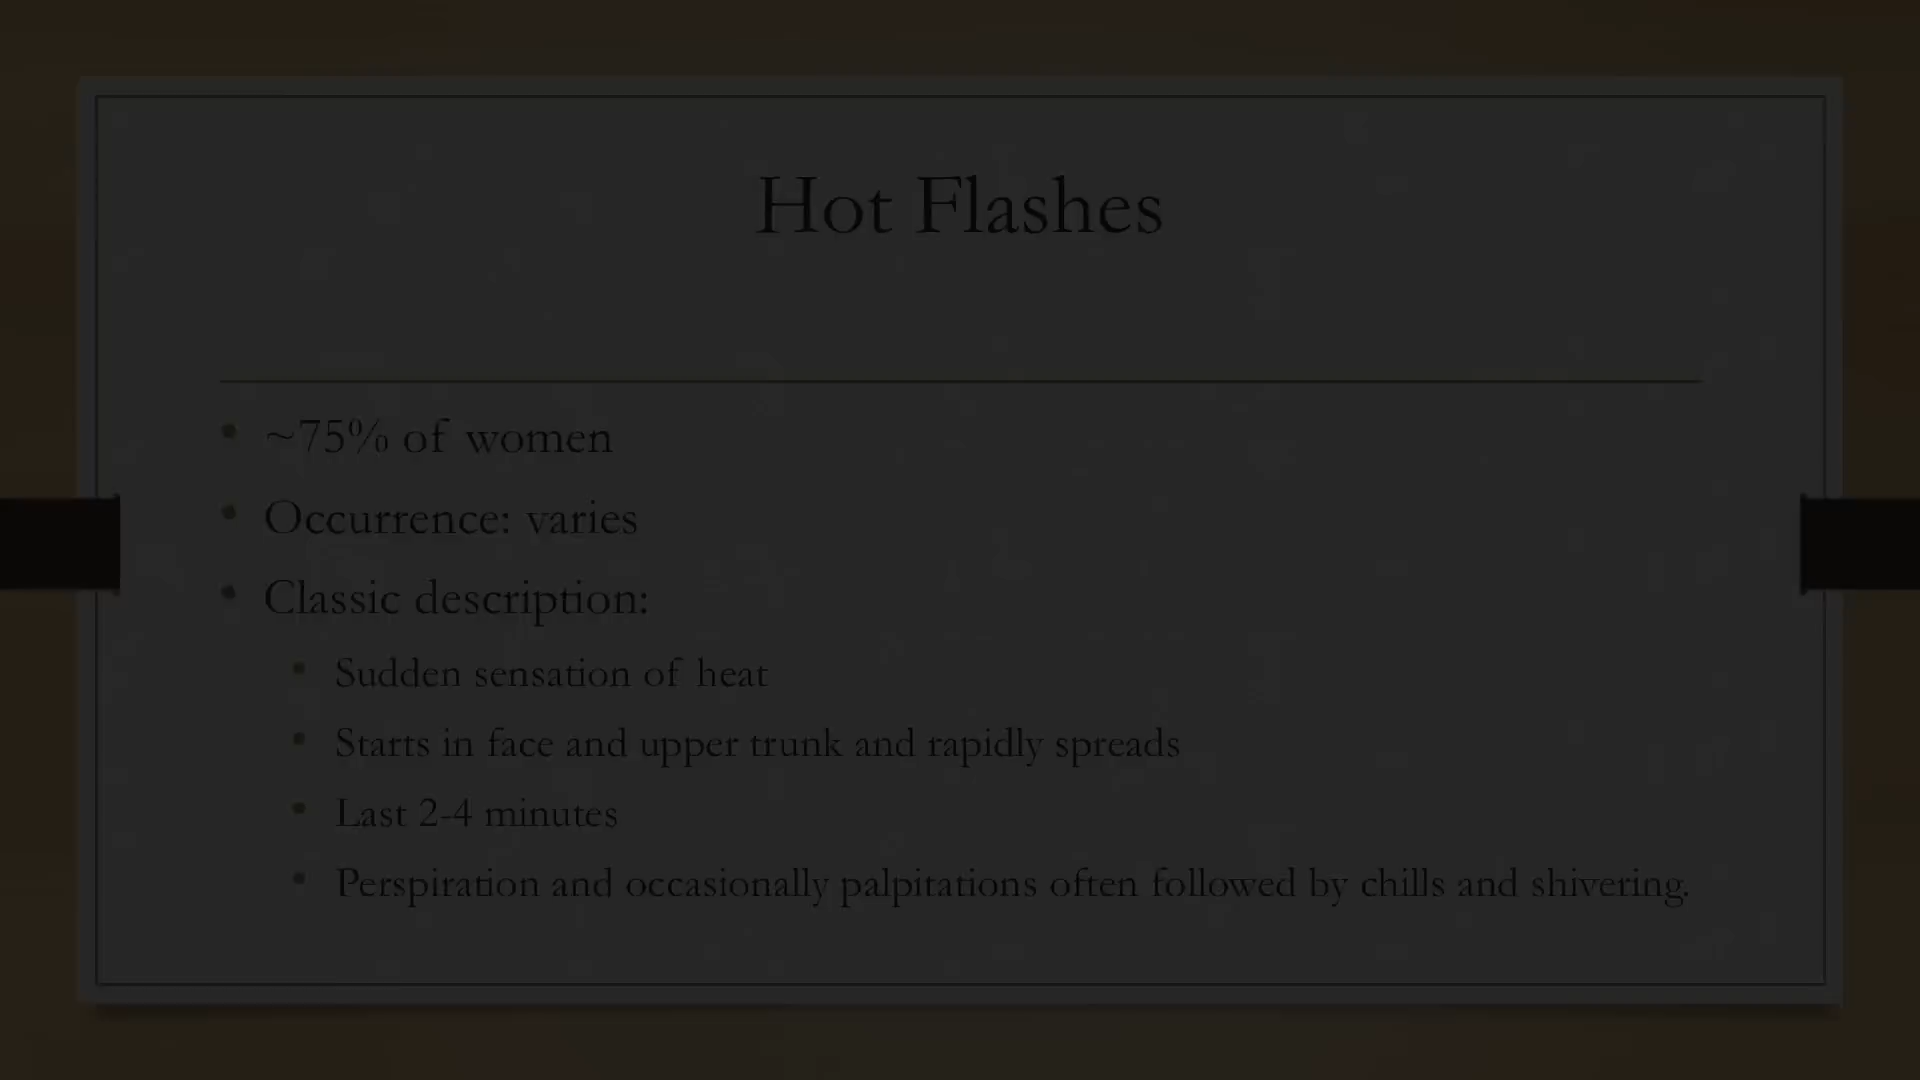 Hot Flashes
• ~75% of women
• Occurrence: varies
• Classic description:
• Sudden sensation of heat
• Starts in face and upper trunk and rapidly spreads
• Last 2-4 minutes
• Perspiration and occasionally palpitations often followed by chills and shivering.